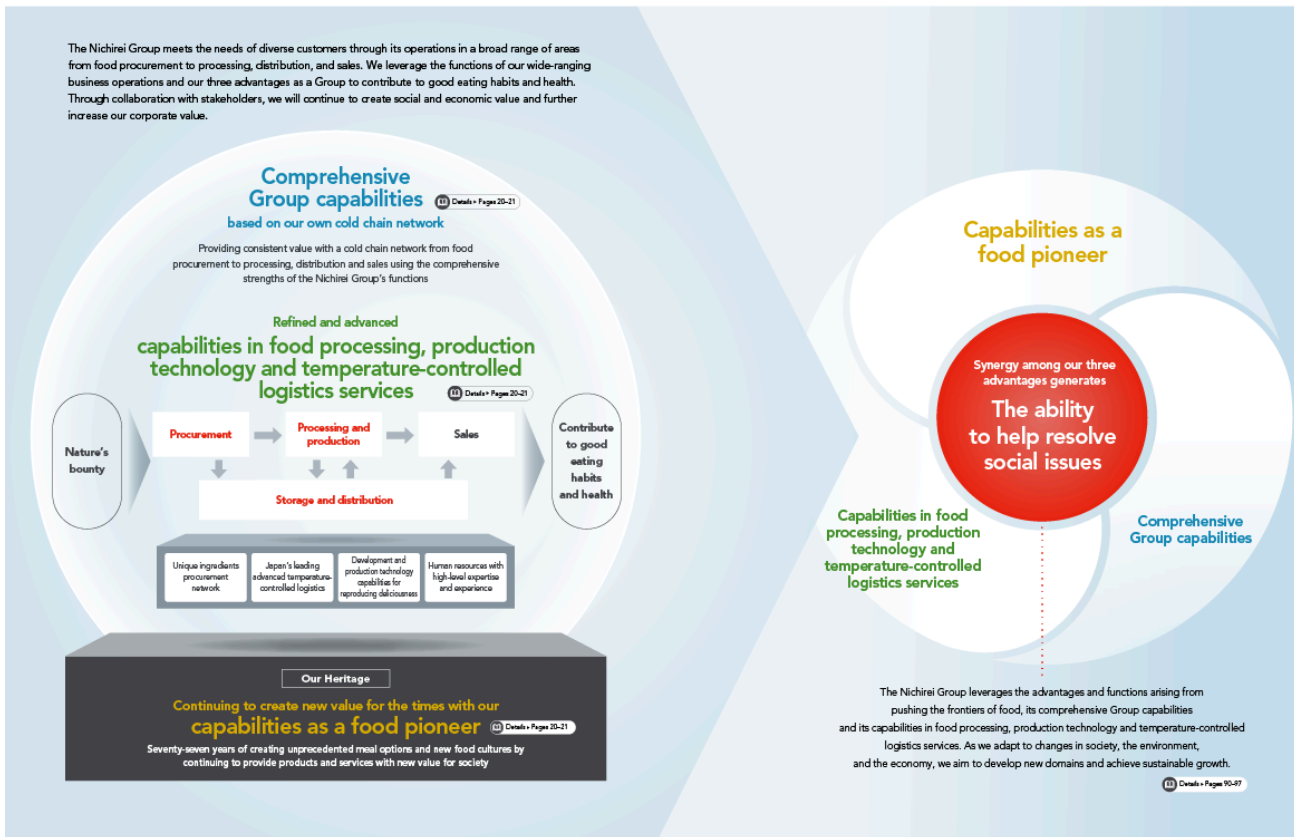 The Nichirei Group meets the needs of diverse customers through its operations in a broad range of areas
from food procurement to processing, distribution, and sales. We leverage the functions of our wide-ranging
business operations and our three advantages as a Group to contribute to good eating habits and health.
Through collaboration with stakeholders, we will continue to create social and economic value and further
increase our corporate value.
Comprehensive
Group capabilities
Details ▸ Pages 20–21
based on our own cold chain network
Providing consistent value with a cold chain network from food
procurement to processing, distribution and sales using the comprehensive
strengths of the Nichirei Group's functions
Refined and advanced
capabilities in food processing, production
technology and temperature-controlled
logistics services
Details ▸ Pages 20–21
Nature's
bounty
Procurement
Processing and
production
Sales
Storage and distribution
Contribute
to good
eating
habits
and health
Unique ingredients
procurement
network
Japan's leading
advanced temperature-
controlled logistics
Development and
production technology
capabilities for
reproducing deliciousness
Human resources with
high-level expertise
and experience
Our Heritage
Continuing to create new value for the times with our
capabilities as a food pioneer
Details ▸ Pages 20–21
Seventy-seven years of creating unprecedented meal options and new food cultures by
continuing to provide products and services with new value for society
Capabilities as a
food pioneer
Synergy among our three
advantages generates
The ability
to help resolve
social issues
Capabilities in food
processing, production
technology and
temperature-controlled
logistics services
Comprehensive
Group capabilities
The Nichirei Group leverages the advantages and functions arising from
pushing the frontiers of food, its comprehensive Group capabilities
and its capabilities in food processing, production technology and temperature-controlled
logistics services. As we adapt to changes in society, the environment,
and the economy, we aim to develop new domains and achieve sustainable growth.
Details ▸ Pages 90–97